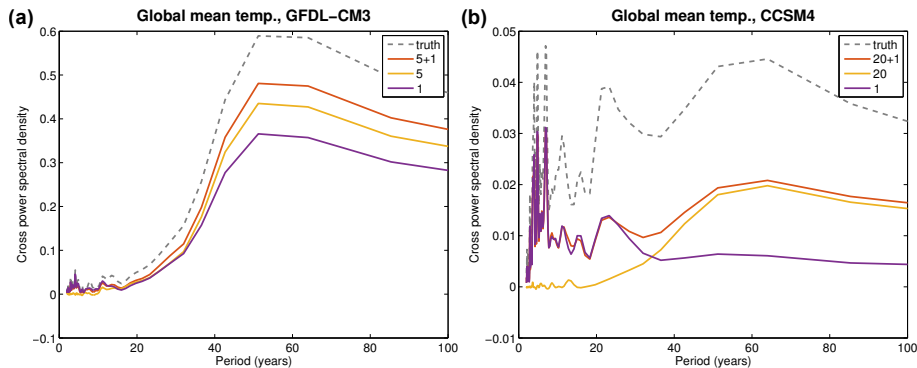 (a) Global mean temp., GFDL−CM3
0.6
0.5
0.4
0.3
0.2
0.1
0
−0.1
Cross power spectral density
truth
5+1
5
1
0 20 40 60 80 100
Period (years)
(b) Global mean temp., CCSM4
0.05
0.04
0.03
0.02
0.01
0
−0.01
Cross power spectral density
truth
20+1
20
1
0 20 40 60 80 100
Period (years)